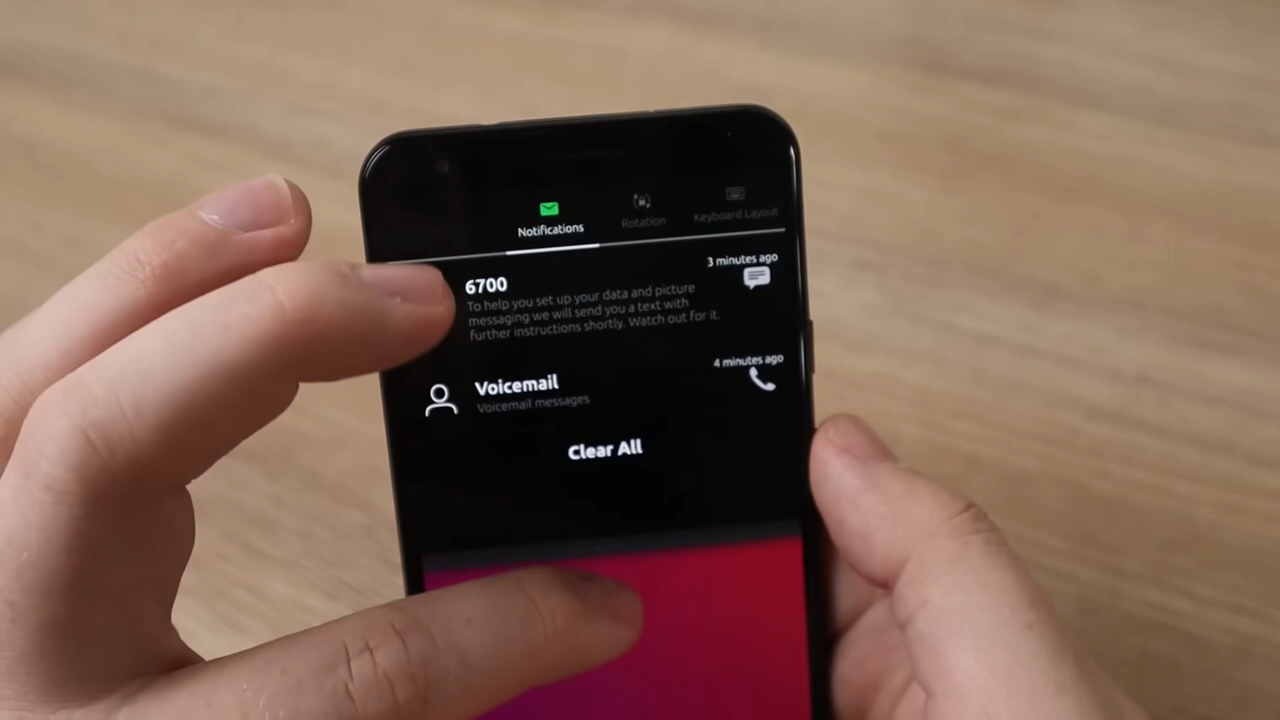 Notifications
Rotation
Keyboard Layout
3 minutes ago
6700
To help you set up your data and picture
messaging we will send you a text with
further instructions shortly. Watch out for it.
4 minutes ago
Voicemail
Voicemail messages
Clear All